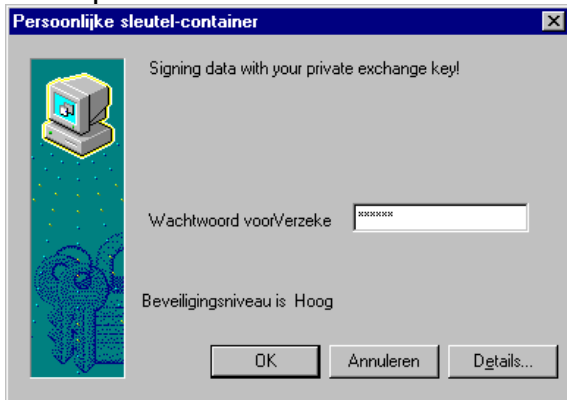 Persoonlijke sleutel-container
Signing data with your private exchange key!
Wachtwoord voorVerzeke
××××××
Beveiligingsniveau is Hoog
OK Annuleren Details...